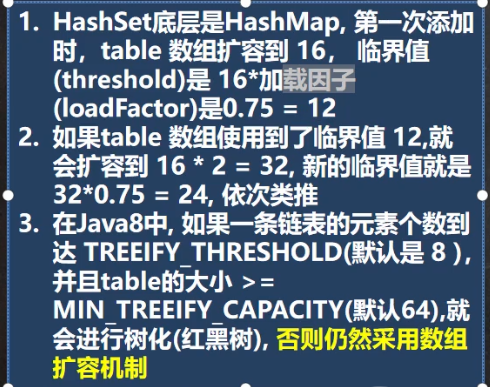 1. HashSet底层是HashMap, 第一次添加
时，table 数组扩容到 16， 临界值
(threshold)是 16*加载因子
(loadFactor)是0.75 = 12
2. 如果table 数组使用到了临界值 12,就
会扩容到 16 * 2 = 32, 新的临界值就是
32*0.75 = 24, 依次类推
3. 在Java8中, 如果一条链表的元素个数到
达 TREEIFY_THRESHOLD(默认是 8 ),
并且table的大小 >=
MIN_TREEIFY_CAPACITY(默认64),就
会进行树化(红黑树), 否则仍然采用数组
扩容机制